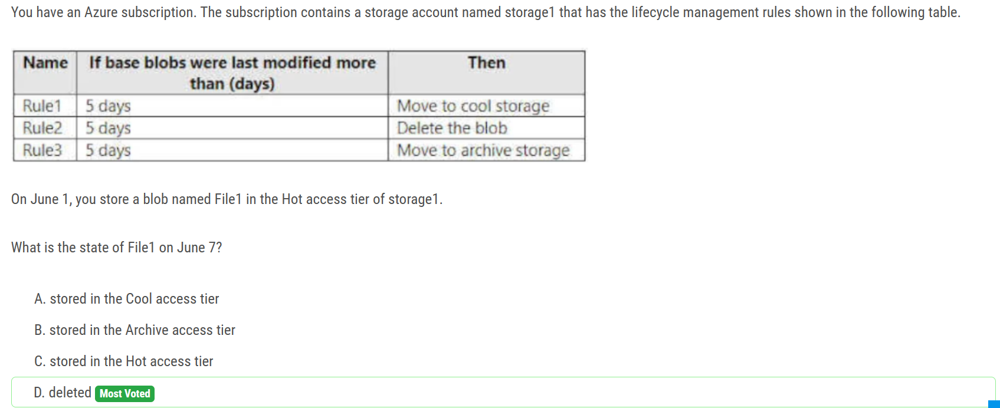 You have an Azure subscription. The subscription contains a storage account named storage1 that has the lifecycle management rules shown in the following table.
Name If base blobs were last modified more than (days) Then
Rule1 5 days Move to cool storage
Rule2 5 days Delete the blob
Rule3 5 days Move to archive storage
On June 1, you store a blob named File1 in the Hot access tier of storage1.
What is the state of File1 on June 7?
A. stored in the Cool access tier
B. stored in the Archive access tier
C. stored in the Hot access tier
D. deleted Most Voted